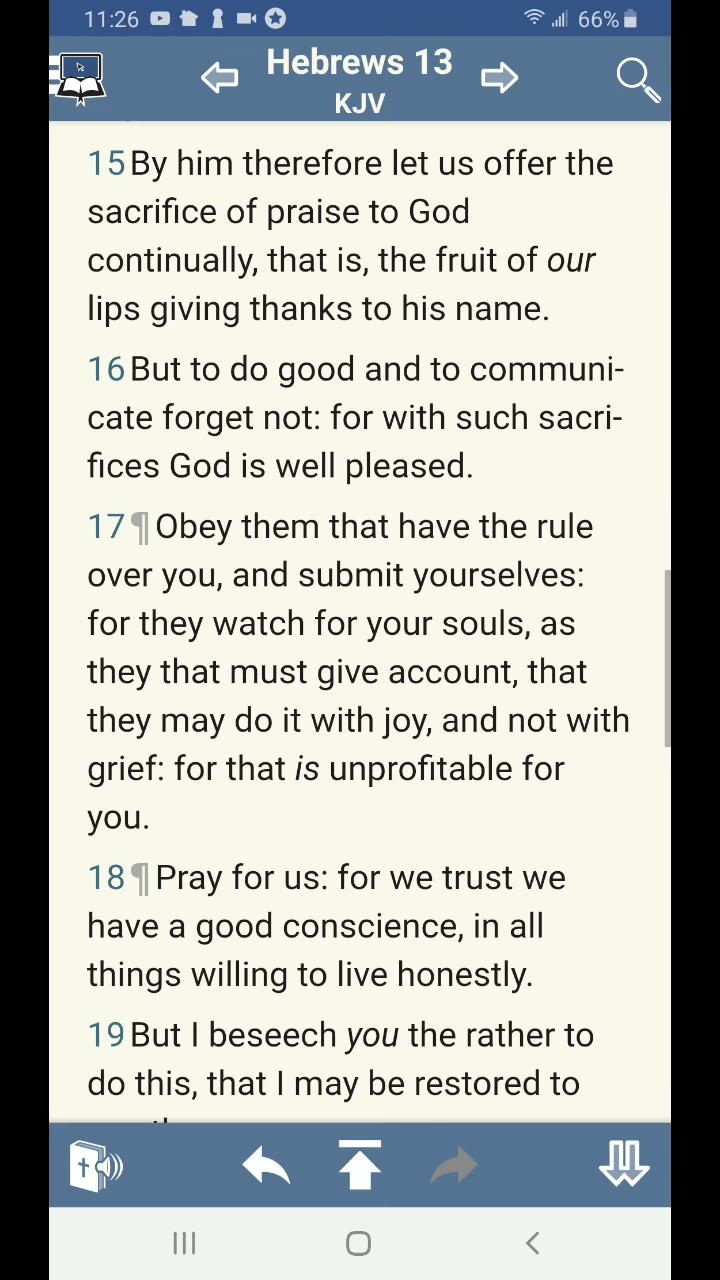 11:26 66%
Hebrews 13
KJV
15 By him therefore let us offer the
sacrifice of praise to God
continually, that is, the fruit of our
lips giving thanks to his name.
16 But to do good and to communi-
cate forget not: for with such sacri-
fices God is well pleased.
17 ¶ Obey them that have the rule
over you, and submit yourselves:
for they watch for your souls, as
they that must give account, that
they may do it with joy, and not with
grief: for that is unprofitable for
you.
18 ¶ Pray for us: for we trust we
have a good conscience, in all
things willing to live honestly.
19 But I beseech you the rather to
do this, that I may be restored to